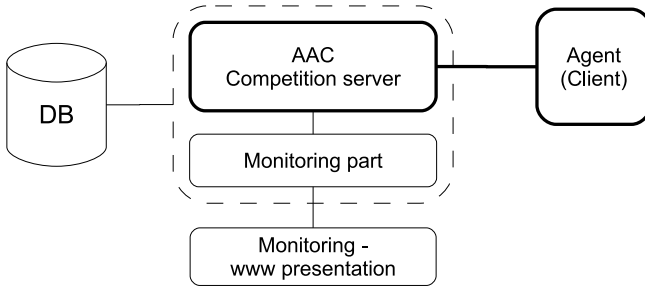 DB
AAC
Competition server
Agent
(Client)
Monitoring part
Monitoring -
www presentation